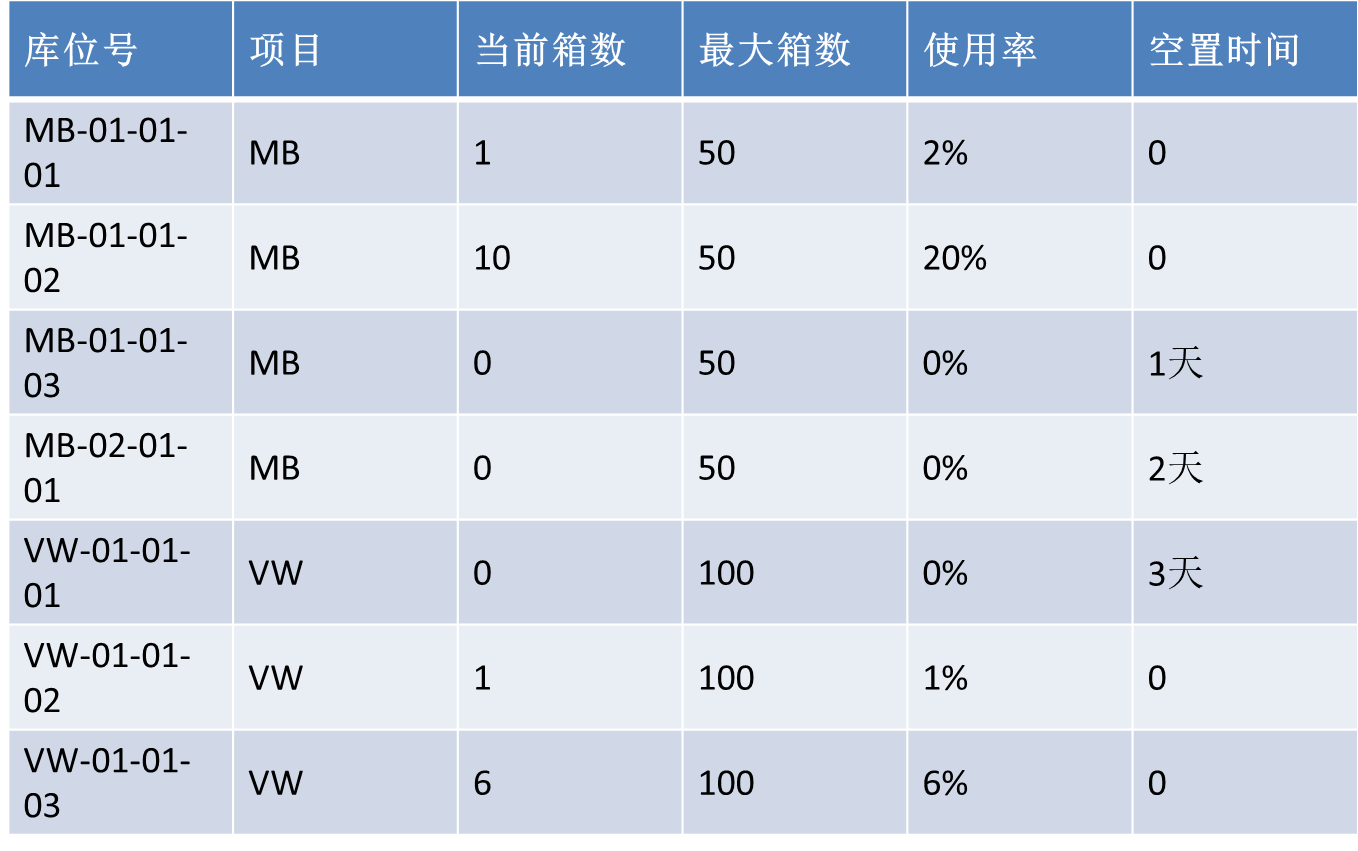 库位号 项目 当前箱数 最大箱数 使用率 空置时间
MB-01-01-
01 MB 1 50 2% 0
MB-01-01-
02 MB 10 50 20% 0
MB-01-01-
03 MB 0 50 0% 1天
MB-02-01-
01 MB 0 50 0% 2天
VW-01-01-
01 VW 0 100 0% 3天
VW-01-01-
02 VW 1 100 1% 0
VW-01-01-
03 VW 6 100 6% 0